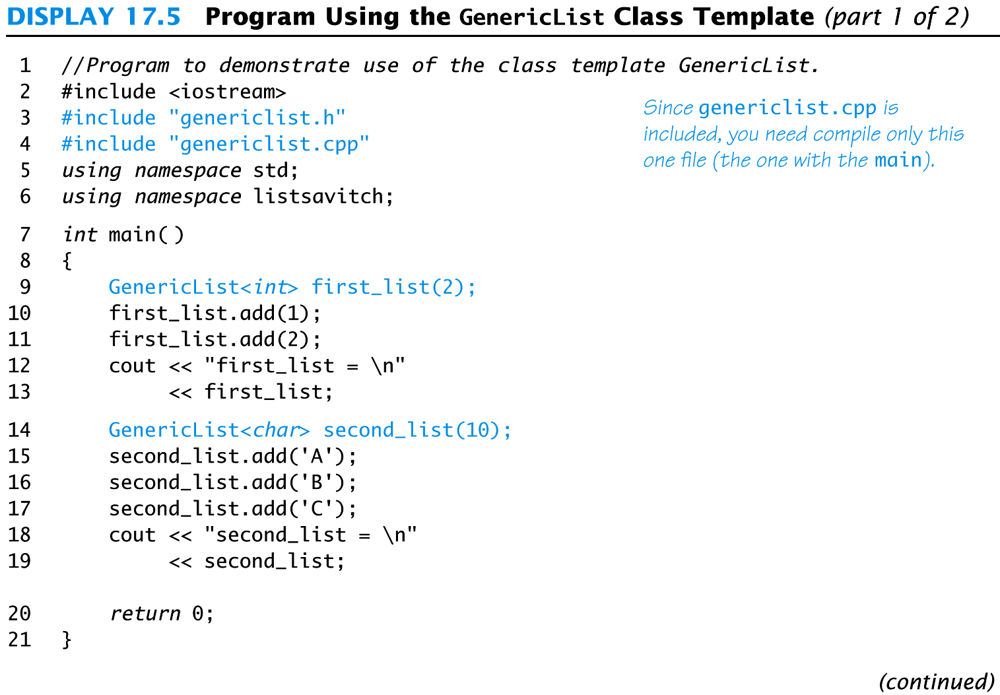 DISPLAY 17.5 Program Using the GenericList Class Template (part 1 of 2)
1 //Program to demonstrate use of the class template GenericList.
2 #include <iostream>
3 #include "genericlist.h"
4 #include "genericlist.cpp"
5 using namespace std;
6 using namespace listsavitch;
Since genericlist.cpp is
included, you need compile only this
one file (the one with the main).
7 int main( )
8 {
9 GenericList<int> first_list(2);
10 first_list.add(1);
11 first_list.add(2);
12 cout << "first_list = \n"
13 << first_list;
14 GenericList<char> second_list(10);
15 second_list.add('A');
16 second_list.add('B');
17 second_list.add('C');
18 cout << "second_list = \n"
19 << second_list;
20 return 0;
21 }
(continued)